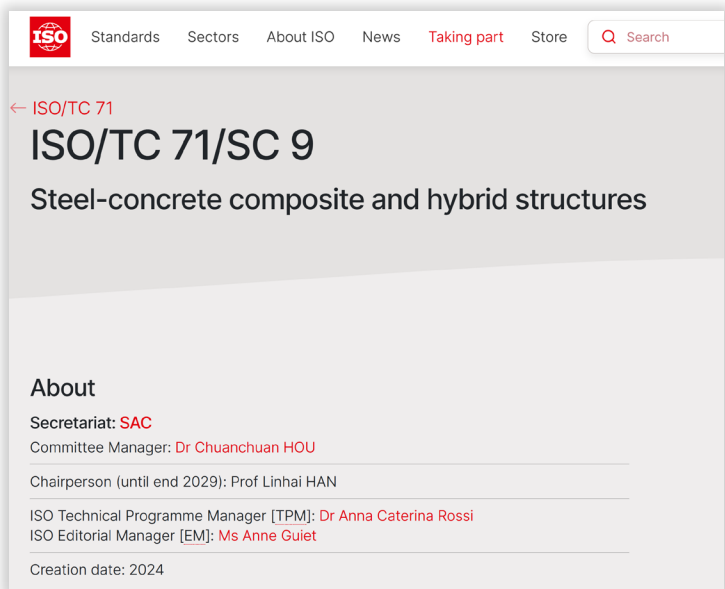 ISO
Standards Sectors About ISO News Taking part Store Search
← ISO/TC 71
ISO/TC 71/SC 9
Steel-concrete composite and hybrid structures
About
Secretariat: SAC
Committee Manager: Dr Chuanchuan HOU
Chairperson (until end 2029): Prof Linhai HAN
ISO Technical Programme Manager [TPM]: Dr Anna Caterina Rossi
ISO Editorial Manager [EM]: Ms Anne Guiet
Creation date: 2024